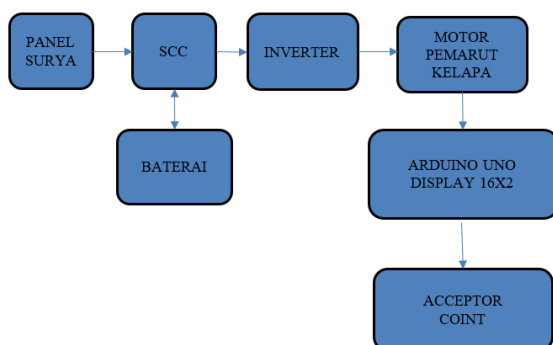 PANEL
SURYA
SCC
INVERTER
MOTOR
PEMARUT
KELAPA
BATERAI
ARDUINO UNO
DISPLAY 16X2
ACCEPTOR
COINT